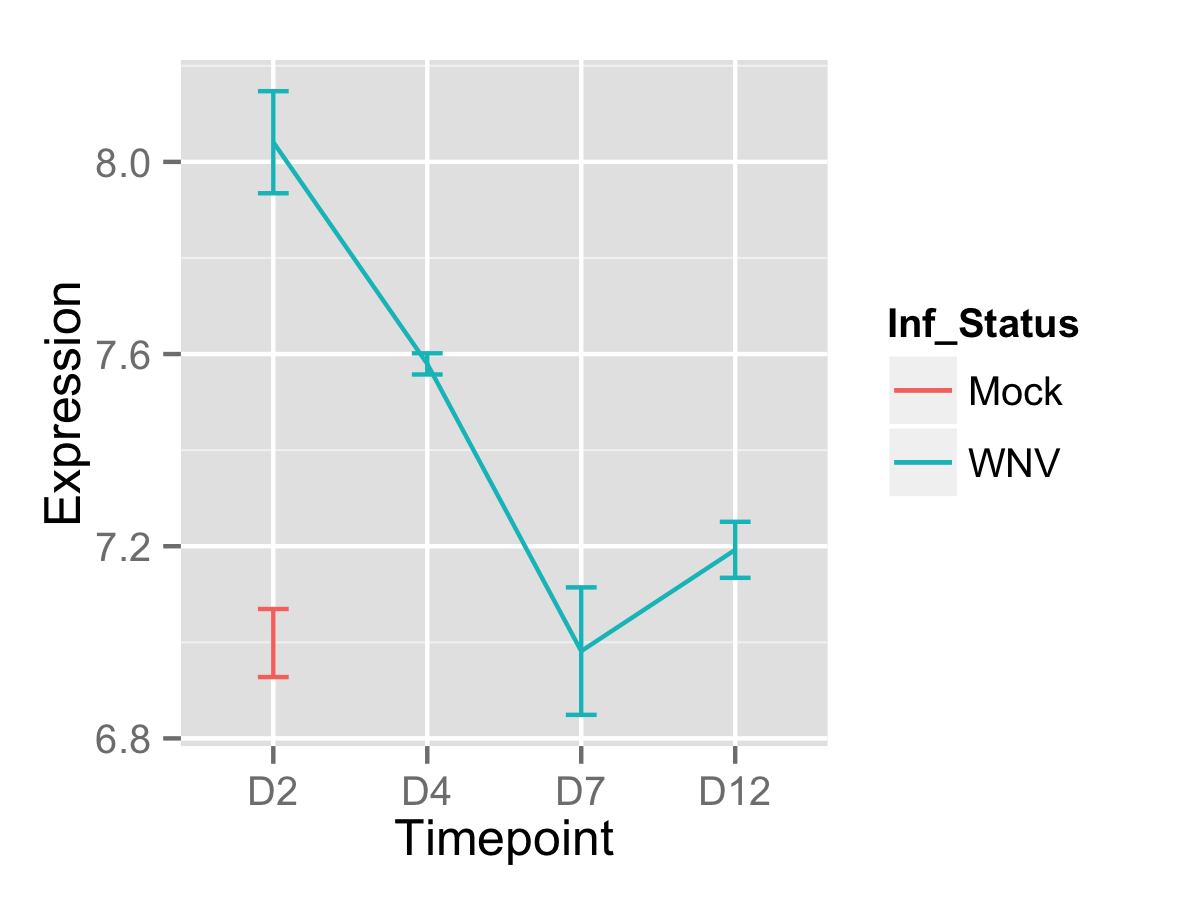 8.0
7.6
7.2
6.8
Expression
D2 D4 D7 D12
Timepoint
Inf_Status
Mock
WNV